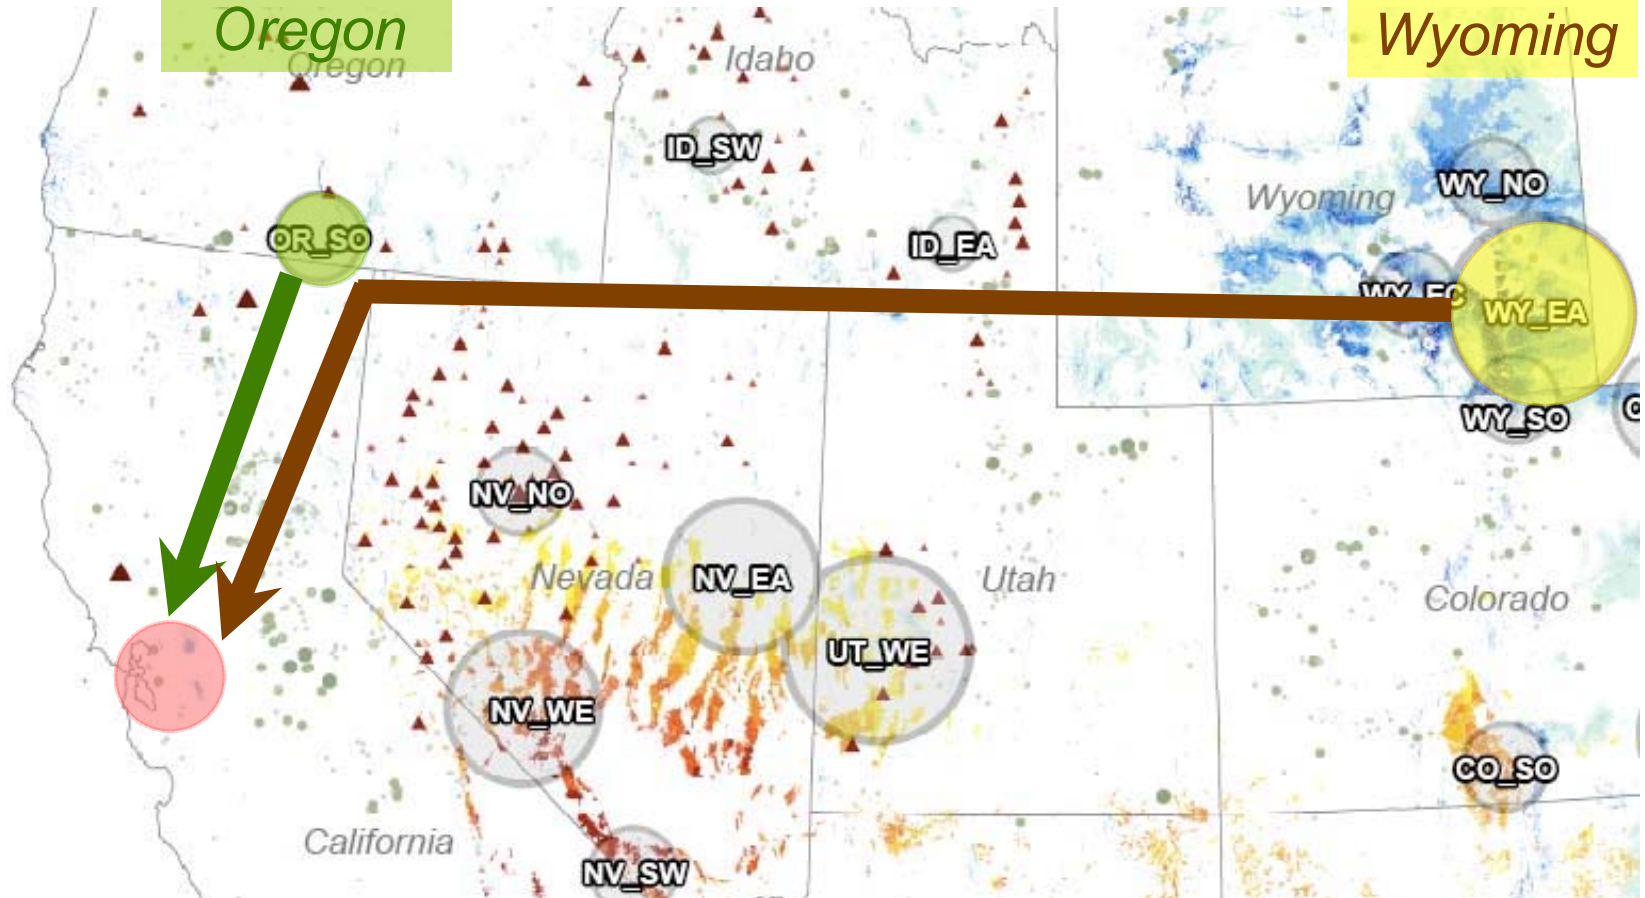 Oregon
Wyoming
Oregon
Idaho
ID_SW
WY_NO
Wyoming
OR_SO
ID_EA
WY_EC
WY_EA
WY_SO
NV_NO
Nevada
NV_EA
Utah
Colorado
UT_WE
NV_WE
CO_SO
California
NV_SW